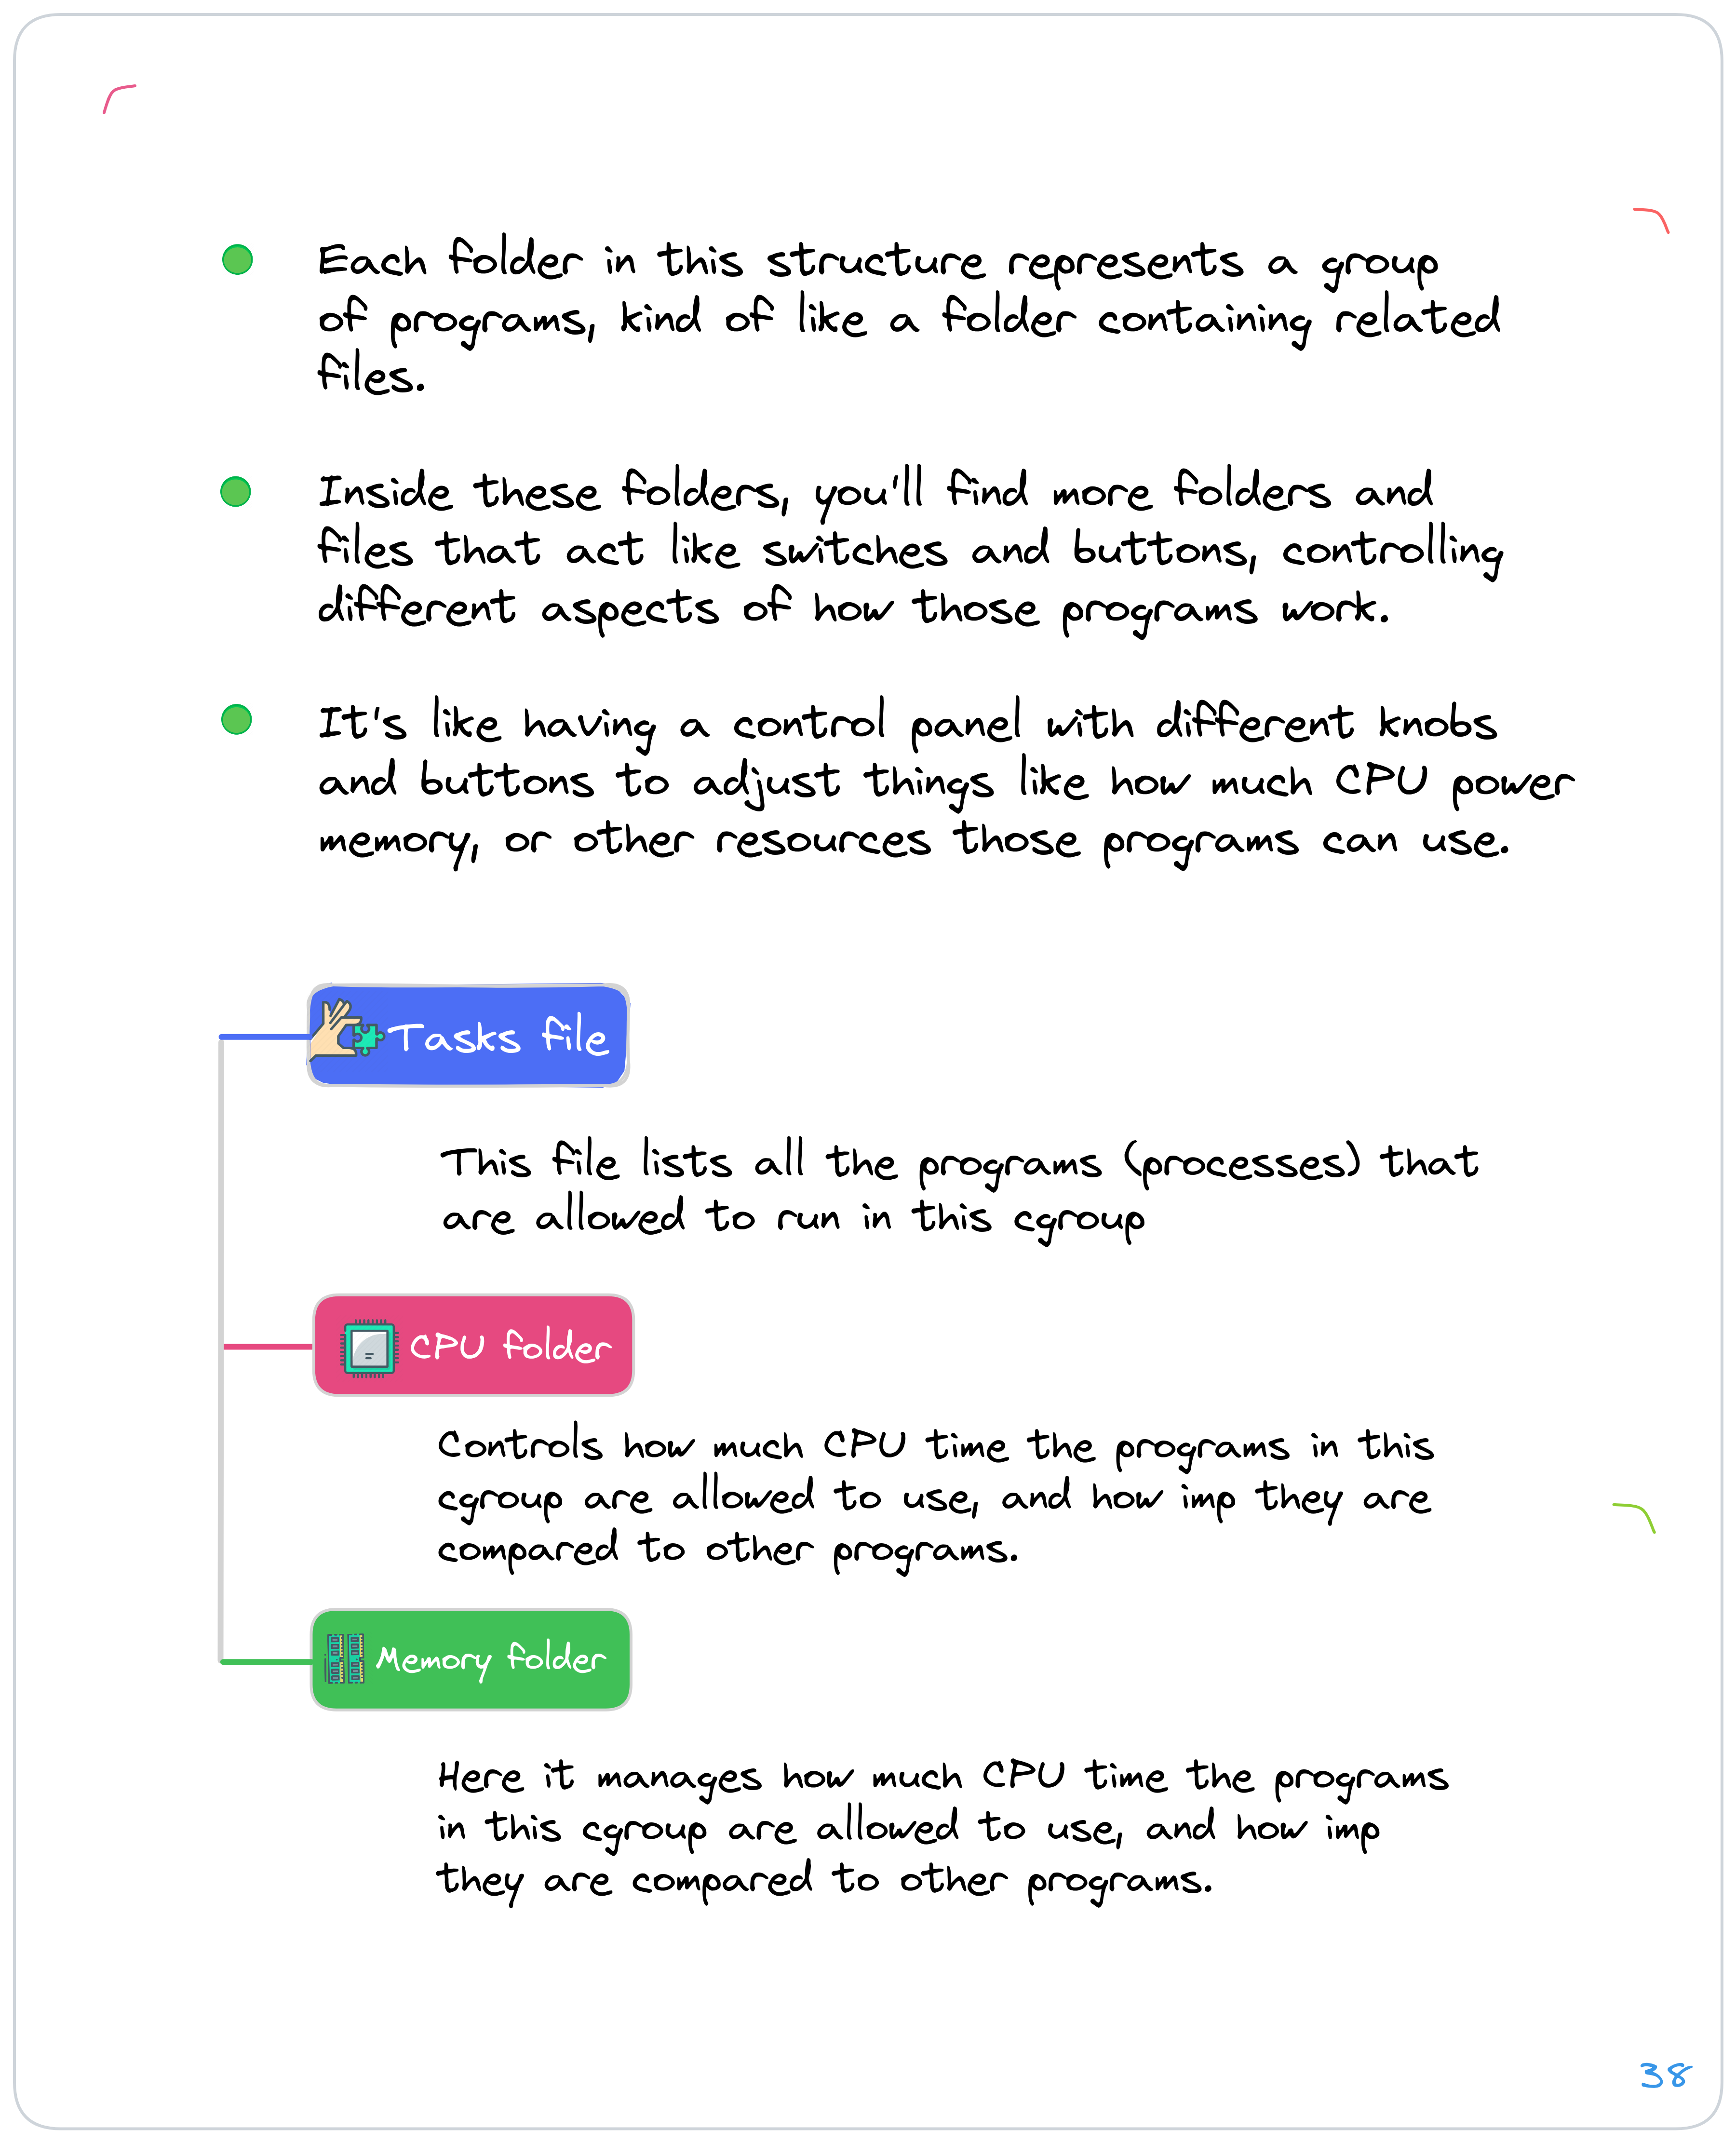 Each folder in this structure represents a group
of programs, kind of like a folder containing related
files.
Inside these folders, you'll find more folders and
files that act like switches and buttons, controlling
different aspects of how those programs work.
It's like having a control panel with different knobs
and buttons to adjust things like how much CPU power
memory, or other resources those programs can use.
Tasks file
This file lists all the programs (processes) that
are allowed to run in this cgroup
CPU folder
Controls how much CPU time the programs in this
cgroup are allowed to use, and how imp they are
compared to other programs.
Memory folder
Here it manages how much CPU time the programs
in this cgroup are allowed to use, and how imp
they are compared to other programs.
38